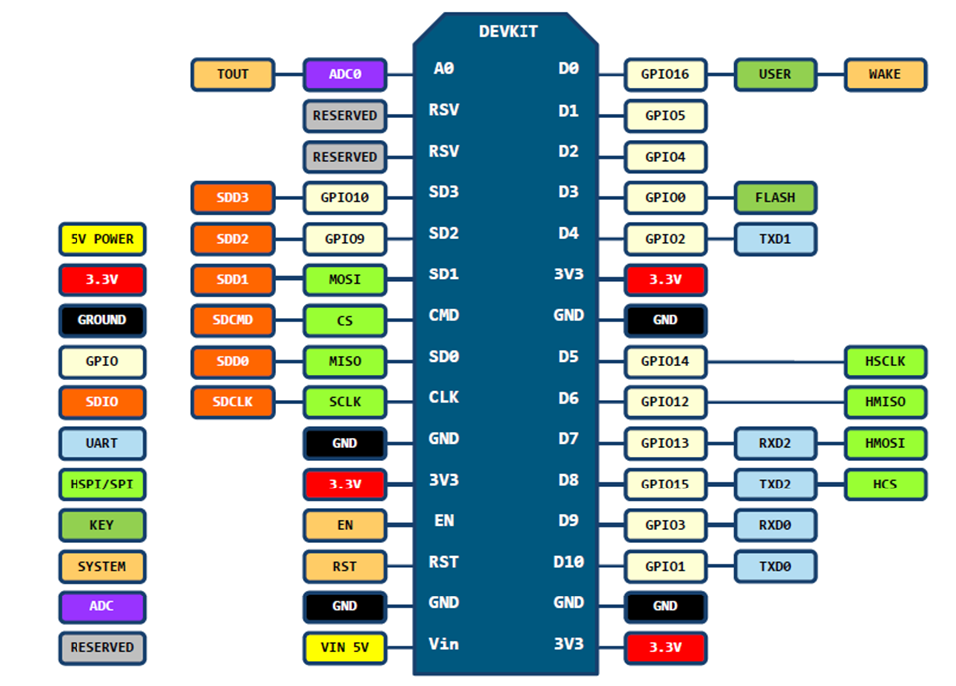 DEVKIT
TOUT ADC0 A0 D0 GPIO16 USER WAKE
RESERVED RSV D1 GPIO5
RESERVED RSV D2 GPIO4
SDD3 GPIO10 SD3 D3 GPIO0 FLASH
5V POWER SDD2 GPIO9 SD2 D4 GPIO2 TXD1
3.3V SDD1 MOSI SD1 3V3 3.3V
GROUND SDCMD CS CMD GND GND
GPIO SDD0 MISO SD0 D5 GPIO14 HSCLK
SDIO SDCLK SCLK CLK D6 GPIO12 HMISO
UART GND GND D7 GPIO13 RXD2 HMOSI
HSPI/SPI 3.3V 3V3 D8 GPIO15 TXD2 HCS
KEY EN EN D9 GPIO3 RXD0
SYSTEM RST RST D10 GPIO1 TXD0
ADC GND GND GND GND
RESERVED VIN 5V Vin 3V3 3.3V